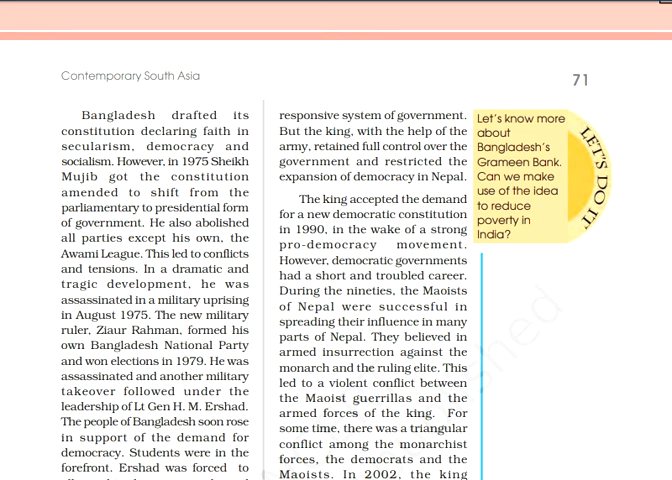 Contemporary South Asia
71
Bangladesh drafted its
constitution declaring faith in
secularism, democracy and
socialism. However, in 1975 Sheikh
Mujib got the constitution
amended to shift from the
parliamentary to presidential form
of government. He also abolished
all parties except his own, the
Awami League. This led to conflicts
and tensions. In a dramatic and
tragic development, he was
assassinated in a military uprising
in August 1975. The new military
ruler, Ziaur Rahman, formed his
own Bangladesh National Party
and won elections in 1979. He was
assassinated and another military
takeover followed under the
leadership of Lt Gen H. M. Ershad.
The people of Bangladesh soon rose
in support of the demand for
democracy. Students were in the
forefront. Ershad was forced to
responsive system of government.
But the king, with the help of the
army, retained full control over the
government and restricted the
expansion of democracy in Nepal.
The king accepted the demand
for a new democratic constitution
in 1990, in the wake of a strong
pro-democracy movement.
However, democratic governments
had a short and troubled career.
During the nineties, the Maoists
of Nepal were successful in
spreading their influence in many
parts of Nepal. They believed in
armed insurrection against the
monarch and the ruling elite. This
led to a violent conflict between
the Maoist guerrillas and the
armed forces of the king. For
some time, there was a triangular
conflict among the monarchist
forces, the democrats and the
Maoists. In 2002, the king
Let's know more
about
Bangladesh's
Grameen Bank.
Can we make
use of the idea
to reduce
poverty in
India?
LET'S DO IT